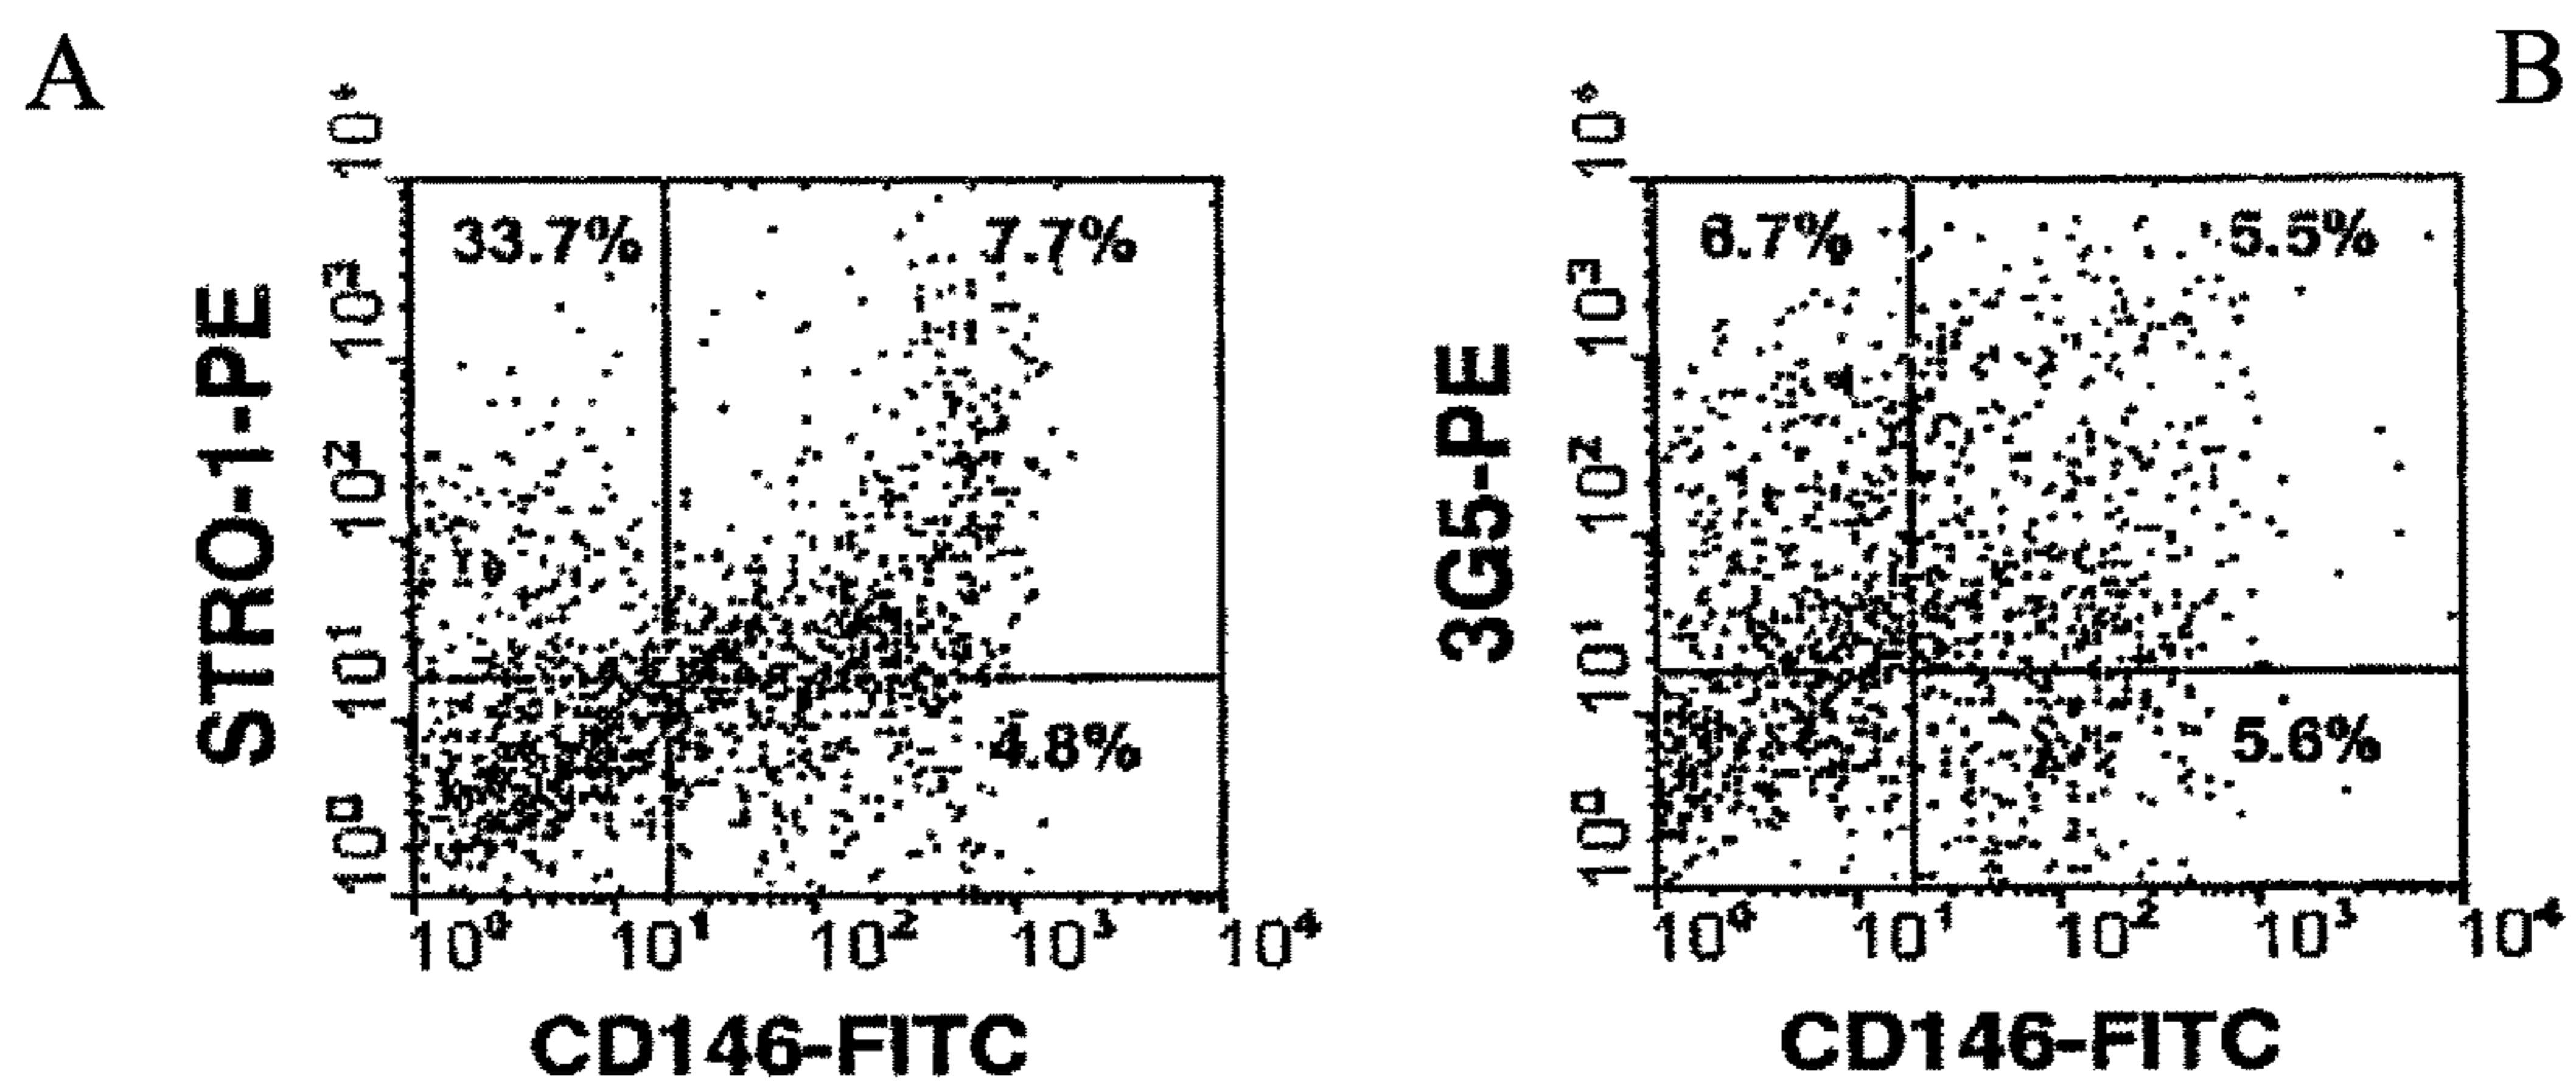 A
B
10⁴
33.7%
7.7%
10³
10²
10¹
10⁰
4.8%
STRO-1-PE
10⁰ 10¹ 10² 10³ 10⁴
CD146-FITC
10⁴
6.7%
5.5%
10³
10²
10¹
10⁰
5.6%
3G5-PE
10⁰ 10¹ 10² 10³ 10⁴
CD146-FITC